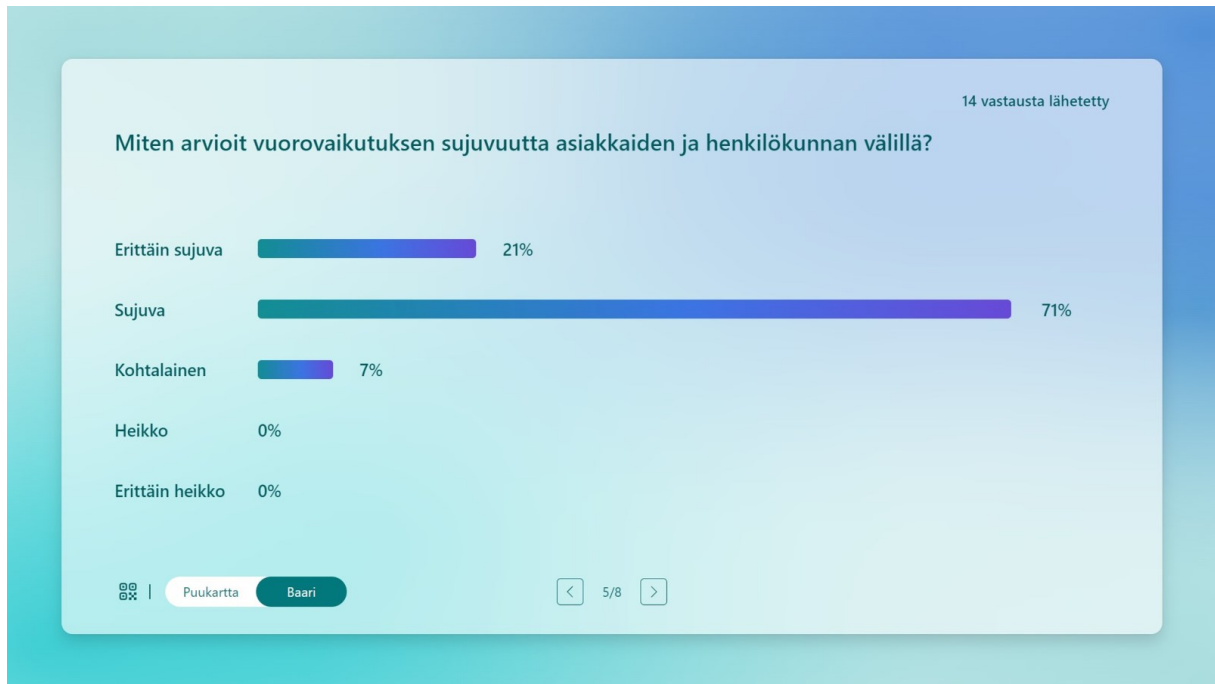 14 vastausta lähetetty
Miten arvioit vuorovaikutuksen sujuvuutta asiakkaiden ja henkilökunnan välillä?
Erittäin sujuva 21%
Sujuva 71%
Kohtalainen 7%
Heikko 0%
Erittäin heikko 0%
Puukartta Baari 5/8